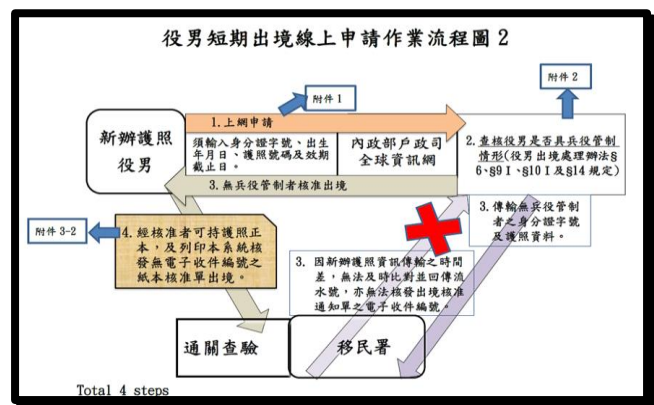 役男短期出境線上申請作業流程圖 2
附件 1
附件 2
1.上網申請
新辦護照
役男
須輸入身分證字號、出生
年月日、護照號碼及效期
截止日。
內政部戶政司
全球資訊網
2.查核役男是否具兵役管制
情形(役男出境處理辦法§
6、§9Ⅰ、§10Ⅰ及§14 規定)
3.無兵役管制者核准出境
3.傳輸無兵役管制
者之身分證字號
及護照資料。
附件 3-2
4.經核准者可持護照正
本，及列印本系統核
發無電子收件編號之
紙本核准單出境。
3. 因新辦護照資訊傳輸之時間
差，無法及時比對並回傳流
水號，亦無法核發出境核准
通知單之電子收件編號。
通關查驗
移民署
Total 4 steps